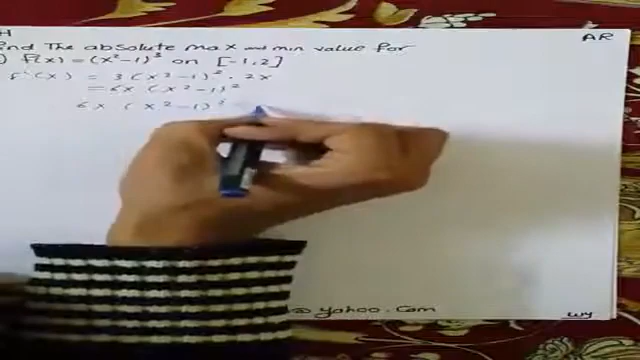 H
AR
Find The absolute max and min value for
) f(x) = (x²-1)³ on [-1,2]
f'(x) = 3(x²-1)² · 2x
= 6x (x²-1)²
6x (x²-1)²
@ yahoo.com
wy